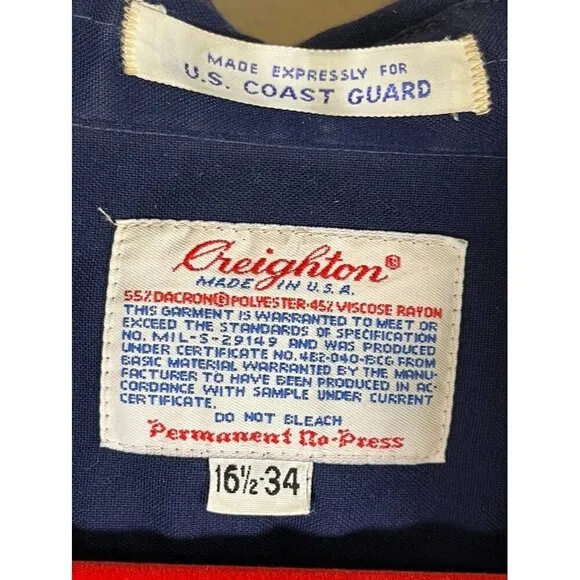 MADE EXPRESSLY FOR
U.S. COAST GUARD
Creighton®
MADE IN U.S.A.
55% DACRON® POLYESTER·45% VISCOSE RAYON
THIS GARMENT IS WARRANTED TO MEET OR
EXCEED THE STANDARDS OF SPECIFICATION
NO. MIL-S-29149 AND WAS PRODUCED
UNDER CERTIFICATE NO. 482-040-BCG FROM
BASIC MATERIAL WARRANTED BY THE MANU-
FACTURER TO HAVE BEEN PRODUCED IN AC-
CORDANCE WITH SAMPLE UNDER CURRENT
CERTIFICATE.
DO NOT BLEACH
Permanent No-Press
16½-34